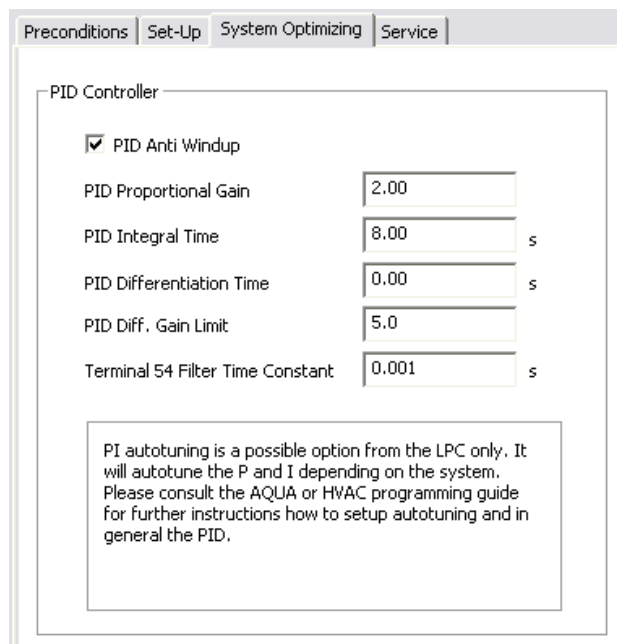 Preconditions Set-Up System Optimizing Service
PID Controller
PID Anti Windup
PID Proportional Gain 2.00
PID Integral Time 8.00 s
PID Differentiation Time 0.00 s
PID Diff. Gain Limit 5.0
Terminal 54 Filter Time Constant 0.001 s
PI autotuning is a possible option from the LPC only. It
will autotune the P and I depending on the system.
Please consult the AQUA or HVAC programming guide
for further instructions how to setup autotuning and in
general the PID.